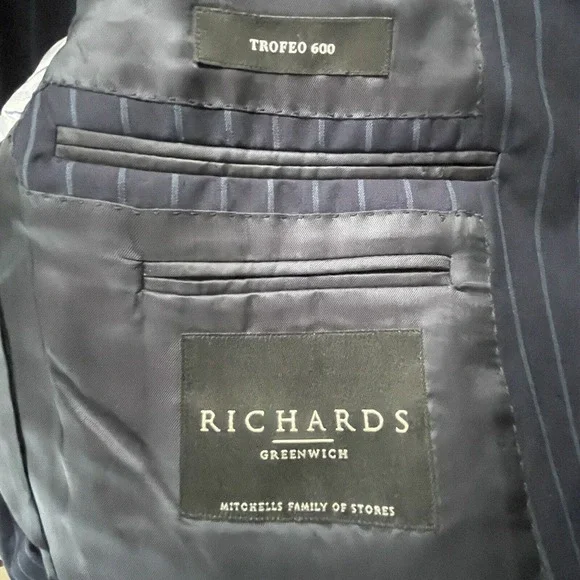 TROFEO 600
RICHARDS
GREENWICH
MITCHELLS FAMILY OF STORES